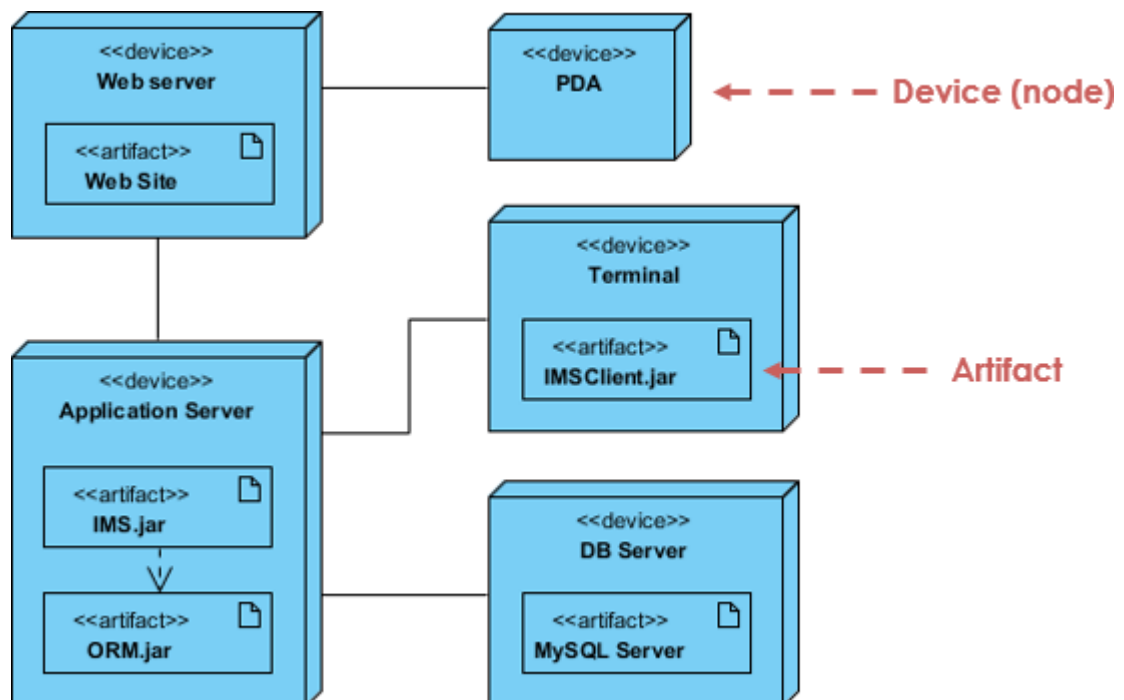 <<device>>
Web server
<<artifact>>
Web Site
<<device>>
PDA
Device (node)
<<device>>
Terminal
<<artifact>>
IMSClient.jar
Artifact
<<device>>
Application Server
<<artifact>>
IMS.jar
<<artifact>>
ORM.jar
<<device>>
DB Server
<<artifact>>
MySQL Server